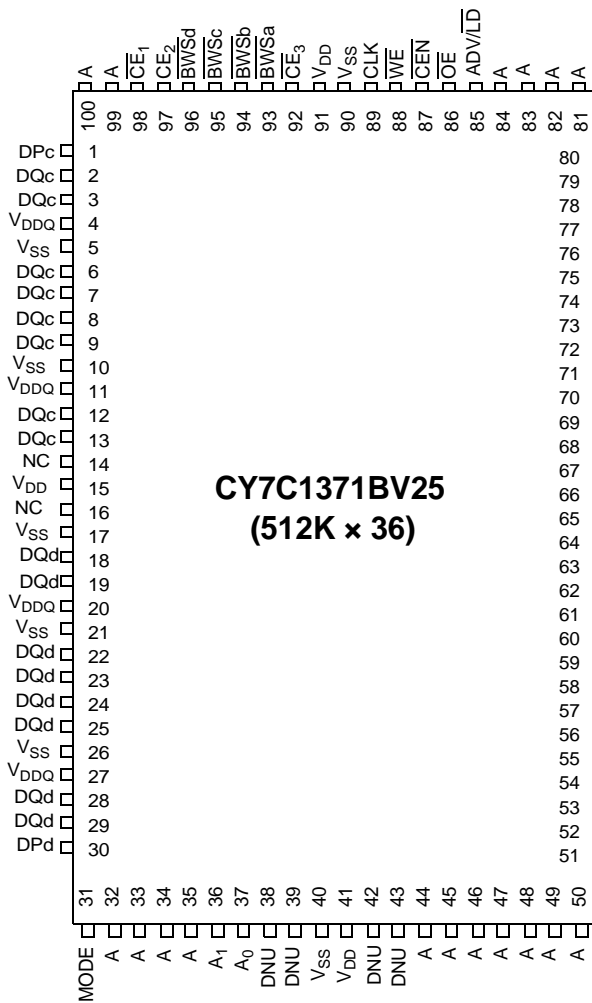 A
A
CE1
CE2
BWSd
BWSc
BWSb
BWSa
CE3
VDD
VSS
CLK
WE
CEN
OE
ADV/LD
A
A
A
A
100
99
98
97
96
95
94
93
92
91
90
89
88
87
86
85
84
83
82
81
DPc 1
DQc 2
DQc 3
VDDQ 4
VSS 5
DQc 6
DQc 7
DQc 8
DQc 9
VSS 10
VDDQ 11
DQc 12
DQc 13
NC 14
VDD 15
NC 16
VSS 17
DQd 18
DQd 19
VDDQ 20
VSS 21
DQd 22
DQd 23
DQd 24
DQd 25
VSS 26
VDDQ 27
DQd 28
DQd 29
DPd 30
CY7C1371BV25
(512K × 36)
80
79
78
77
76
75
74
73
72
71
70
69
68
67
66
65
64
63
62
61
60
59
58
57
56
55
54
53
52
51
31
32
33
34
35
36
37
38
39
40
41
42
43
44
45
46
47
48
49
50
MODE
A
A
A
A
A1
A0
DNU
DNU
VSS
VDD
DNU
DNU
A
A
A
A
A
A
A